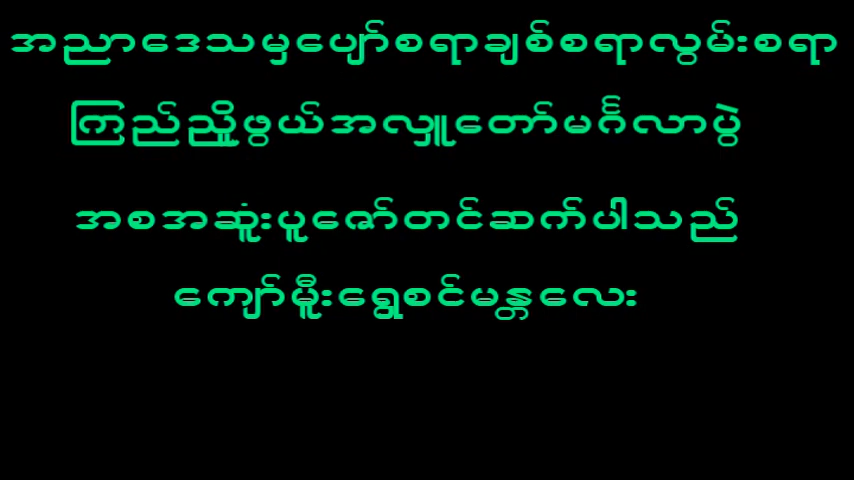 အညာဒေသမှပျော်စရာချစ်စရာလွမ်းစရာ
ကြည်ညှိုဖွယ်အလှူတော်မင်္ဂလာပွဲ
အစအဆူံးပူဇော်တင်ဆက်ပါသည်
ကျော်မှီုးရွှေစင်မန္တလေး